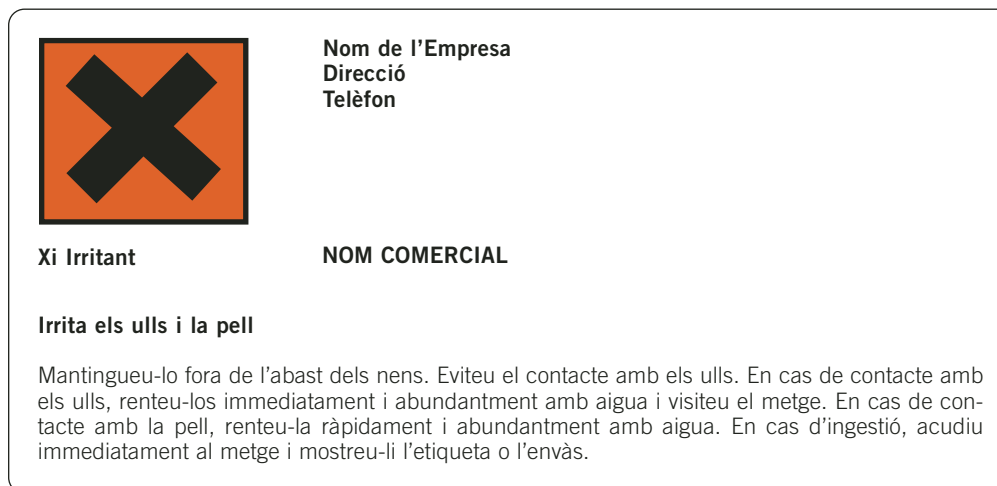 Nom de l’Empresa
Direcció
Telèfon
Xi Irritant
NOM COMERCIAL
Irrita els ulls i la pell
Mantingueu-lo fora de l’abast dels nens. Eviteu el contacte amb els ulls. En cas de contacte amb
els ulls, renteu-los immediatament i abundantment amb aigua i visiteu el metge. En cas de con-
tacte amb la pell, renteu-la ràpidament i abundantment amb aigua. En cas d’ingestió, acudiu
immediatament al metge i mostreu-li l’etiqueta o l’envàs.